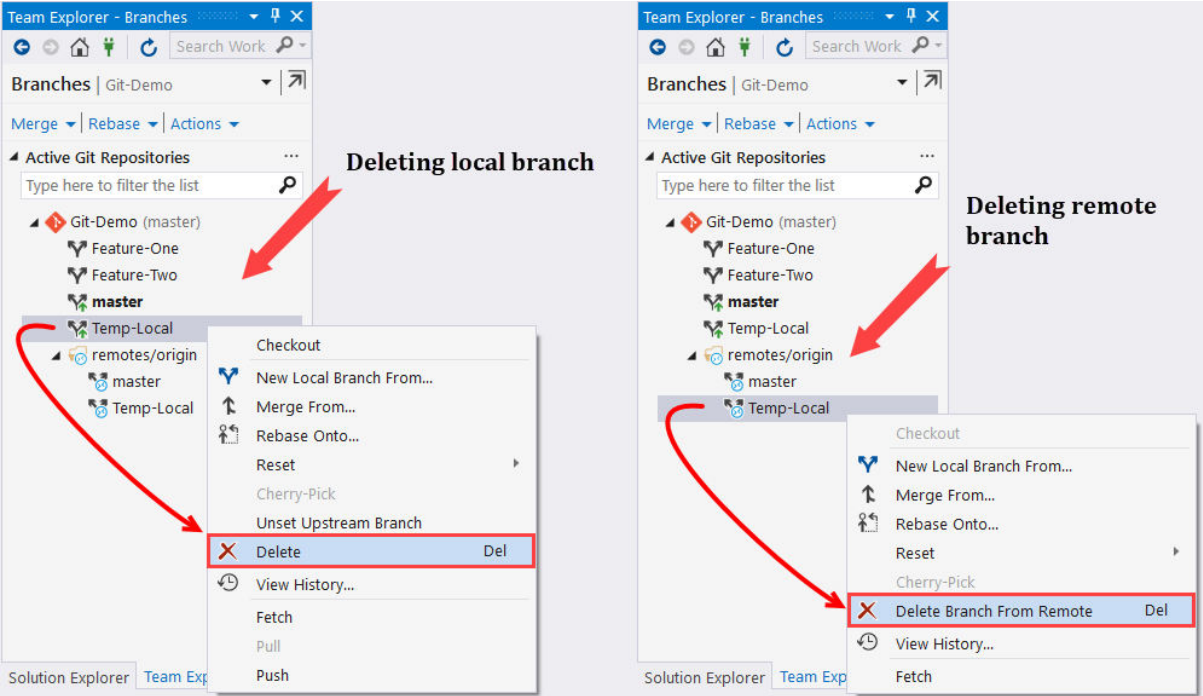 Team Explorer - Branches
Search Work
Branches | Git-Demo
Merge | Rebase | Actions
Active Git Repositories ...
Type here to filter the list
Git-Demo (master)
Feature-One
Feature-Two
master
Temp-Local
remotes/origin
master
Temp-Local
Checkout
New Local Branch From...
Merge From...
Rebase Onto...
Reset
Cherry-Pick
Unset Upstream Branch
Delete Del
View History...
Fetch
Pull
Push
Solution Explorer Team Exp
Deleting local branch
Team Explorer - Branches
Search Work
Branches | Git-Demo
Merge | Rebase | Actions
Active Git Repositories ...
Type here to filter the list
Git-Demo (master)
Feature-One
Feature-Two
master
Temp-Local
remotes/origin
master
Temp-Local
Checkout
New Local Branch From...
Merge From...
Rebase Onto...
Reset
Cherry-Pick
Delete Branch From Remote Del
View History...
Fetch
Solution Explorer Team Exp
Deleting remote
branch